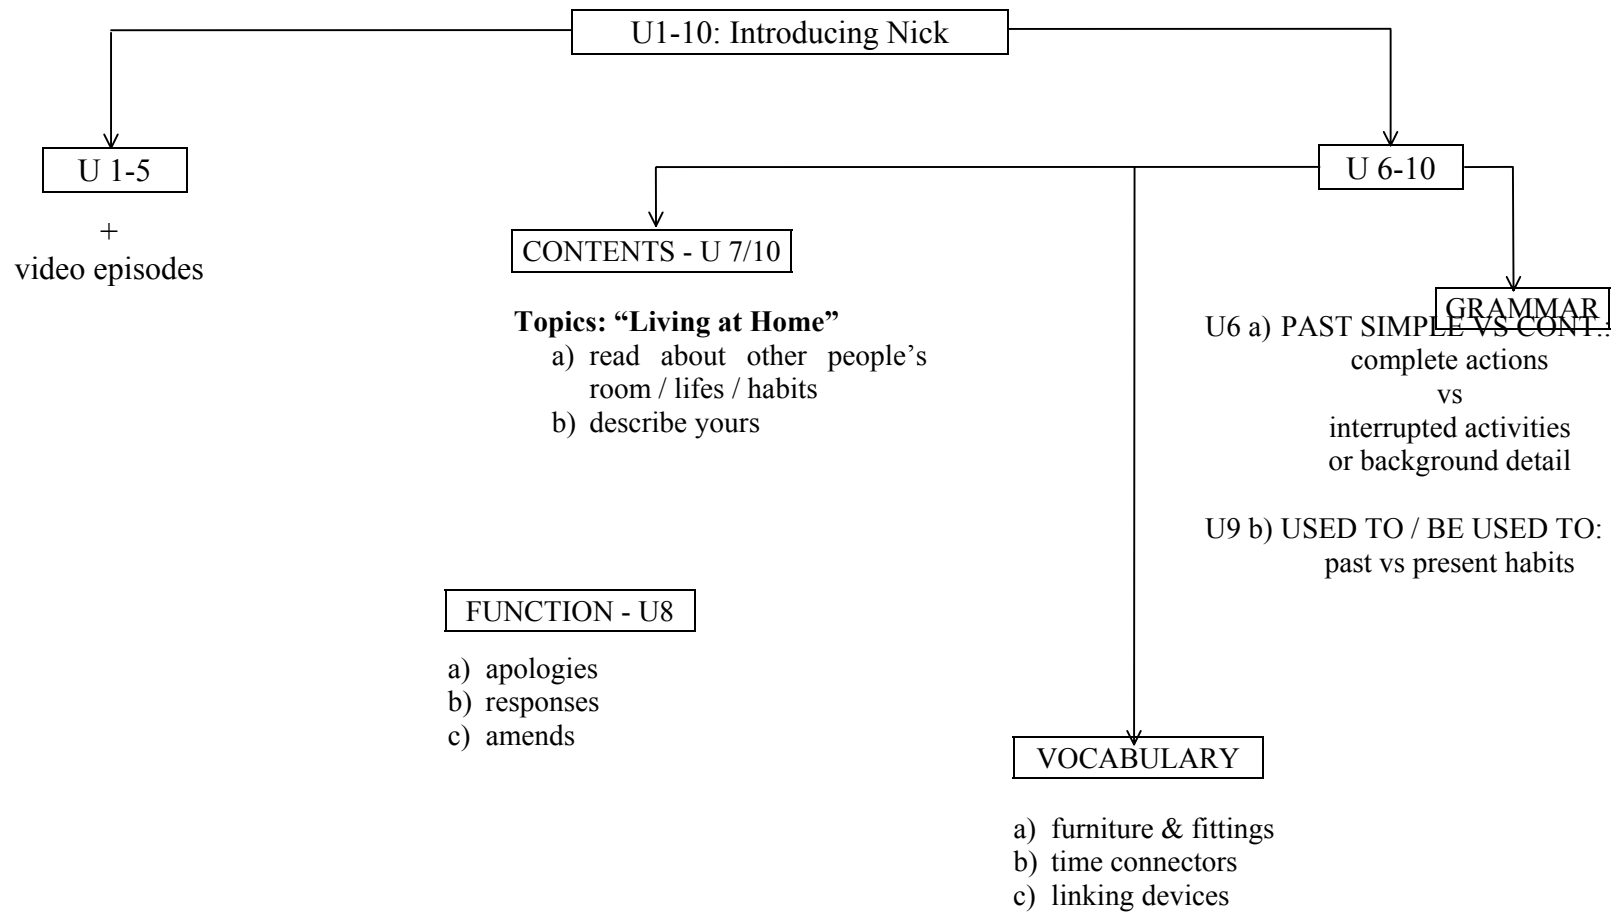 U1-10: Introducing Nick
U 1-5
+
video episodes
U 6-10
CONTENTS - U 7/10
Topics: “Living at Home”
a) read about other people’s
room / lifes / habits
b) describe yours
GRAMMAR
U6 a) PAST SIMPLE VS CONT.:
complete actions
vs
interrupted activities
or background detail
U9 b) USED TO / BE USED TO:
past vs present habits
FUNCTION - U8
a) apologies
b) responses
c) amends
VOCABULARY
a) furniture & fittings
b) time connectors
c) linking devices